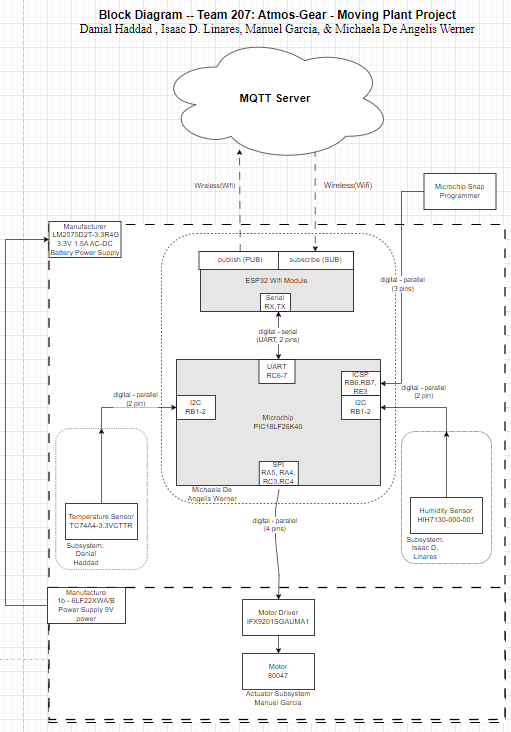 Block Diagram -- Team 207: Atmos-Gear - Moving Plant Project
Danial Haddad , Isaac D. Linares, Manuel Garcia, & Michaela De Angelis Werner
MQTT Server
Wireless(Wifi)
Wireless(Wifi)
Microchip Snap
Programmer
Manufacturer
LM2575D2T-3.3R4G
3.3V 1.5A AC-DC
Battery Power Supply
publish (PUB)
subscribe (SUB)
ESP32 Wifi Module
Serial
RX,TX
digital - parallel
(3 pins)
digital - serial
(UART, 2 pins)
UART
RC6-7
ICSP
RB6,RB7,
RE3
digital - parallel
(2 pin)
digital - parallel
(2 pin)
I2C
RB1-2
I2C
RB1-2
Microchip
PIC18LF26K40
SPI
RA5, RA4,
RC3,RC4
Michaela De
Angelis Werner
Temperature Sensor
TC74A4-3.3VCTTR
Subsystem:
Danial
Haddad
Humidity Sensor
HIH7130-000-001
Subsystem:
Isaac D.
Linares
digital - parallel
(4 pins)
Manufacture
1b - 6LF22XWA/B
Power Supply 9V
power
Motor Driver
IFX9201SGAUMA1
Motor
80047
Actuator Subsystem
Manuel Garcia